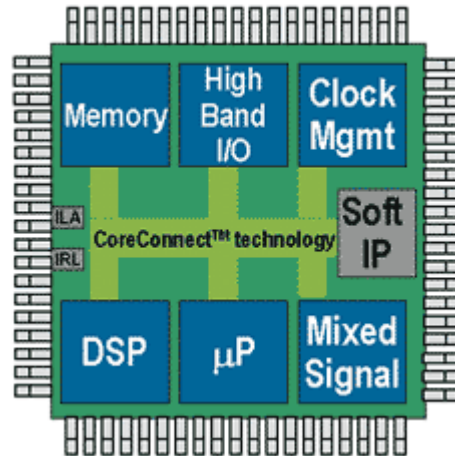 Memory
High
Band
I/O
Clock
Mgmt
ILA
IRL
CoreConnect™ technology
Soft
IP
DSP
µP
Mixed
Signal